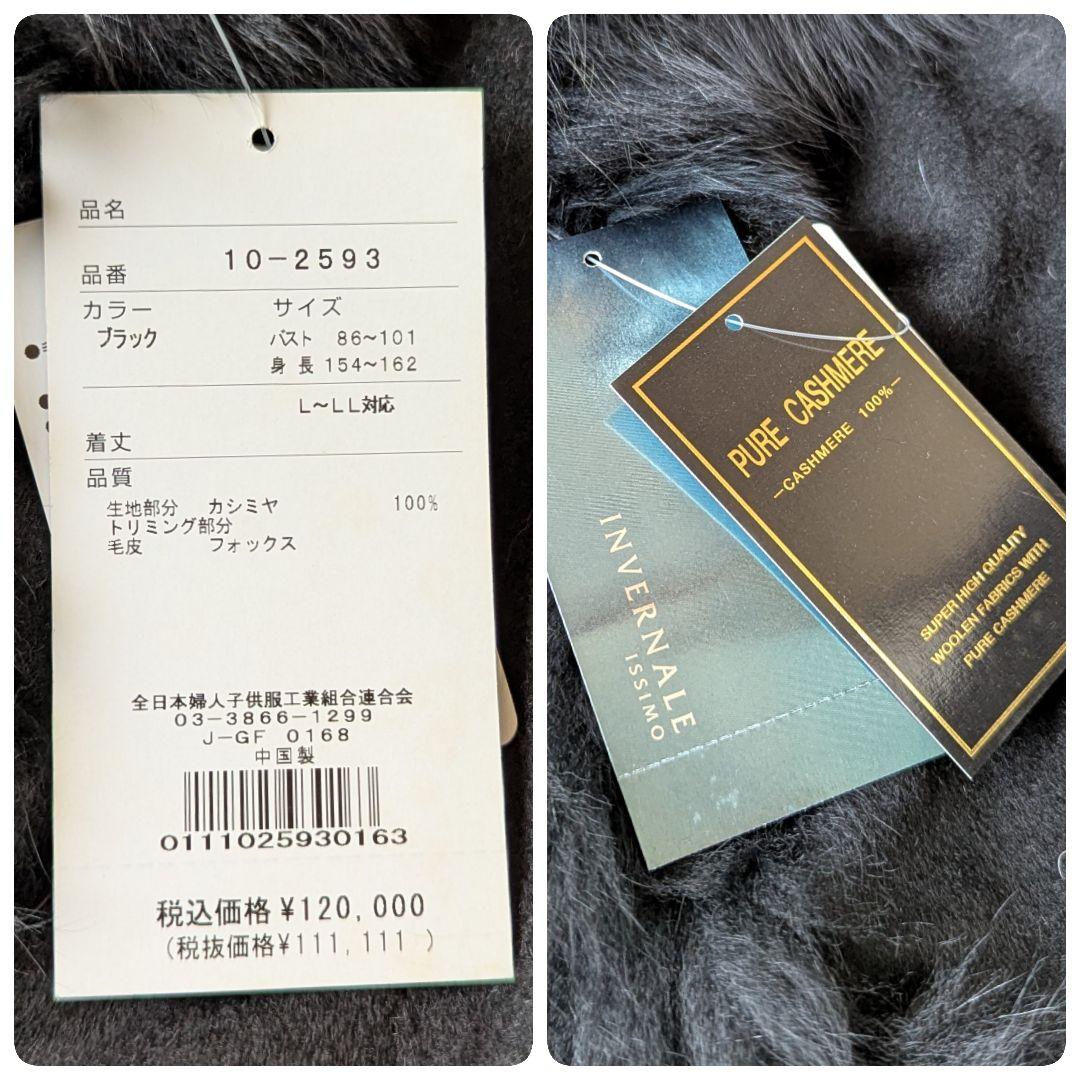 品名
品番 10-2593
カラー サイズ
ブラック バスト 86~101
身長 154~162
L~LL対応
着丈
品質
生地部分 カシミヤ 100%
トリミング部分
毛皮 フォックス
全日本婦人子供服工業組合連合会
03-3866-1299
J-GF 0168
中国製
0111025930163
税込価格 ¥120,000
(税抜価格¥111,111 )
INVERNALE
ISSIMO
PURE CASHMERE
-CASHMERE 100%-
SUPER HIGH QUALITY
WOOLEN FABRICS WITH
PURE CASHMERE